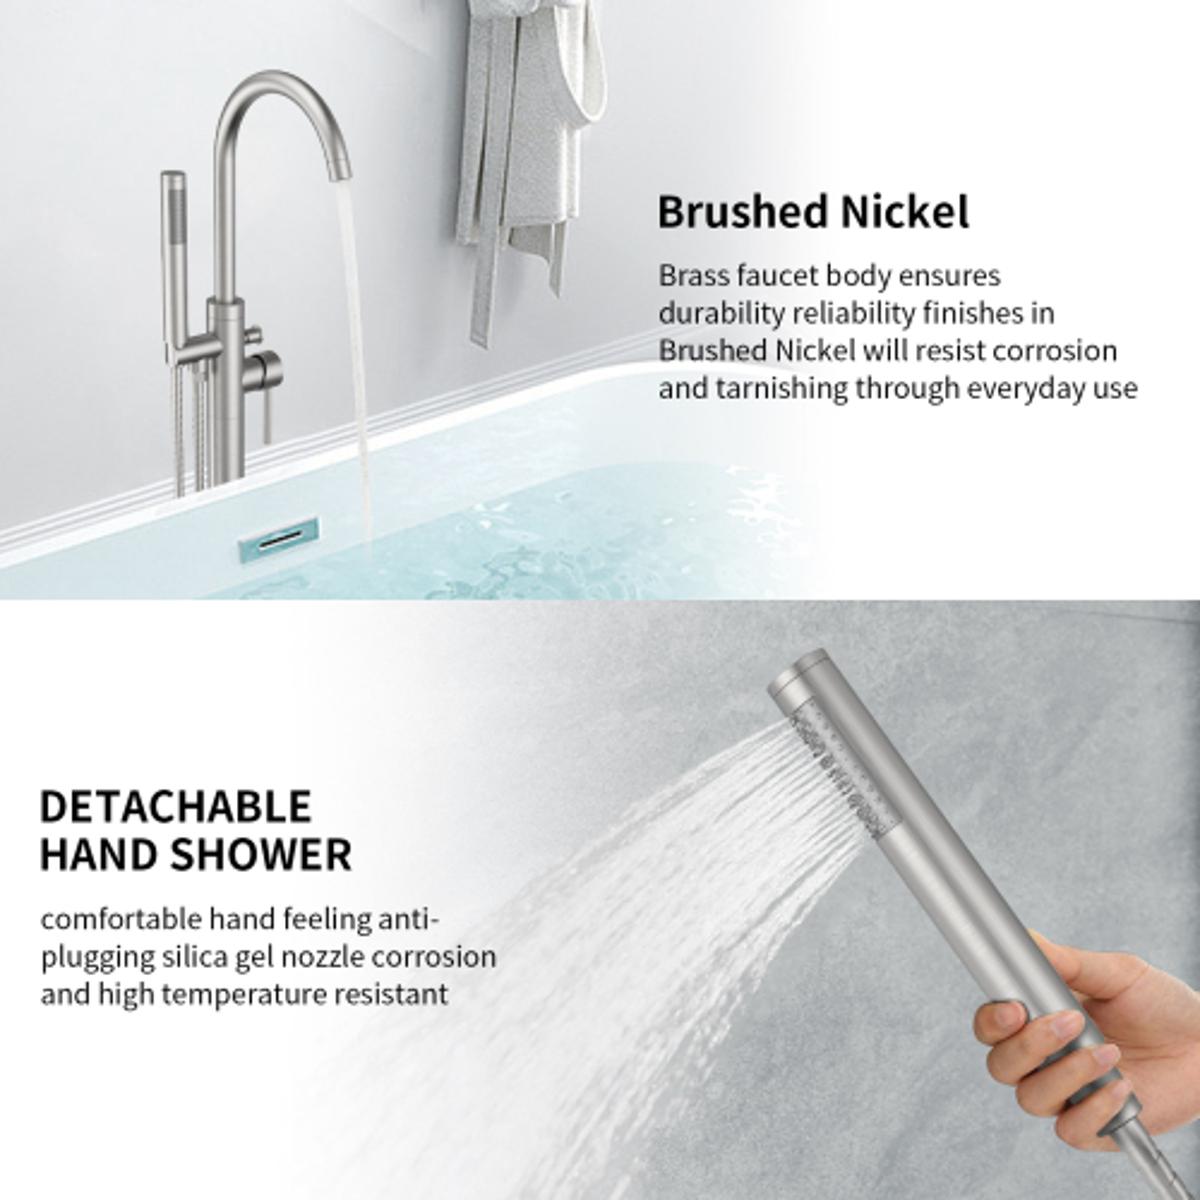 Brushed Nickel
Brass faucet body ensures
durability reliability finishes in
Brushed Nickel will resist corrosion
and tarnishing through everyday use
DETACHABLE
HAND SHOWER
comfortable hand feeling anti-
plugging silica gel nozzle corrosion
and high temperature resistant